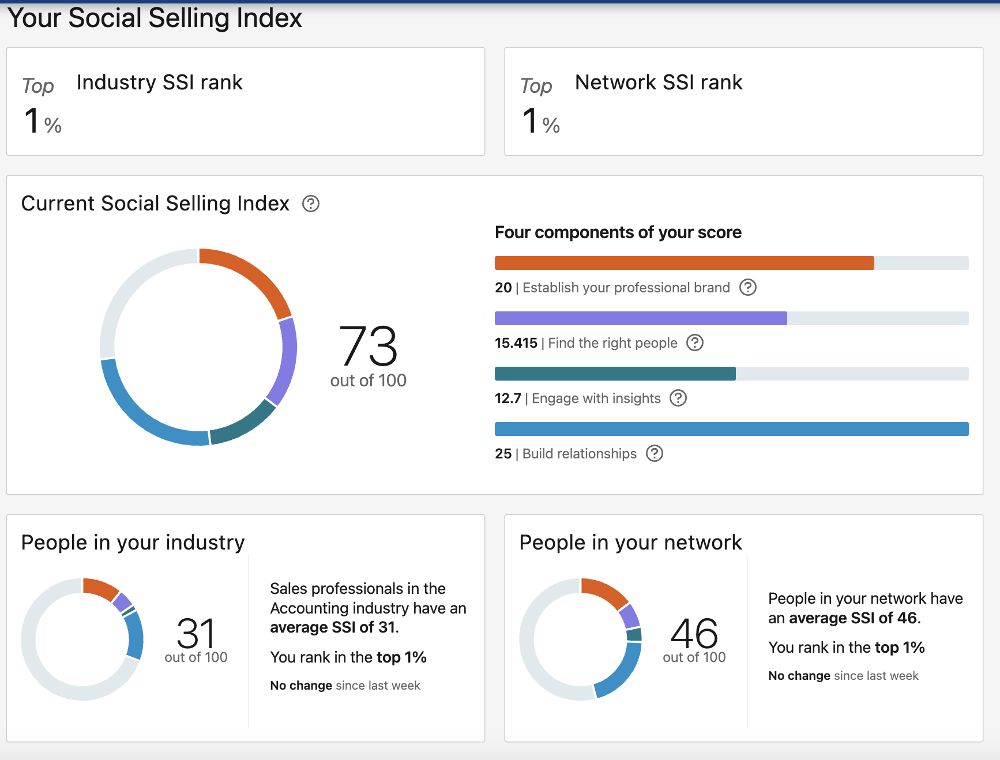 Your Social Selling Index
Top Industry SSI rank
1 %
Top Network SSI rank
1 %
Current Social Selling Index ?
73
out of 100
Four components of your score
20 | Establish your professional brand ?
15.415 | Find the right people ?
12.7 | Engage with insights ?
25 | Build relationships ?
People in your industry
31
out of 100
Sales professionals in the
Accounting industry have an
average SSI of 31.
You rank in the top 1%
No change since last week
People in your network
46
out of 100
People in your network have
an average SSI of 46.
You rank in the top 1%
No change since last week